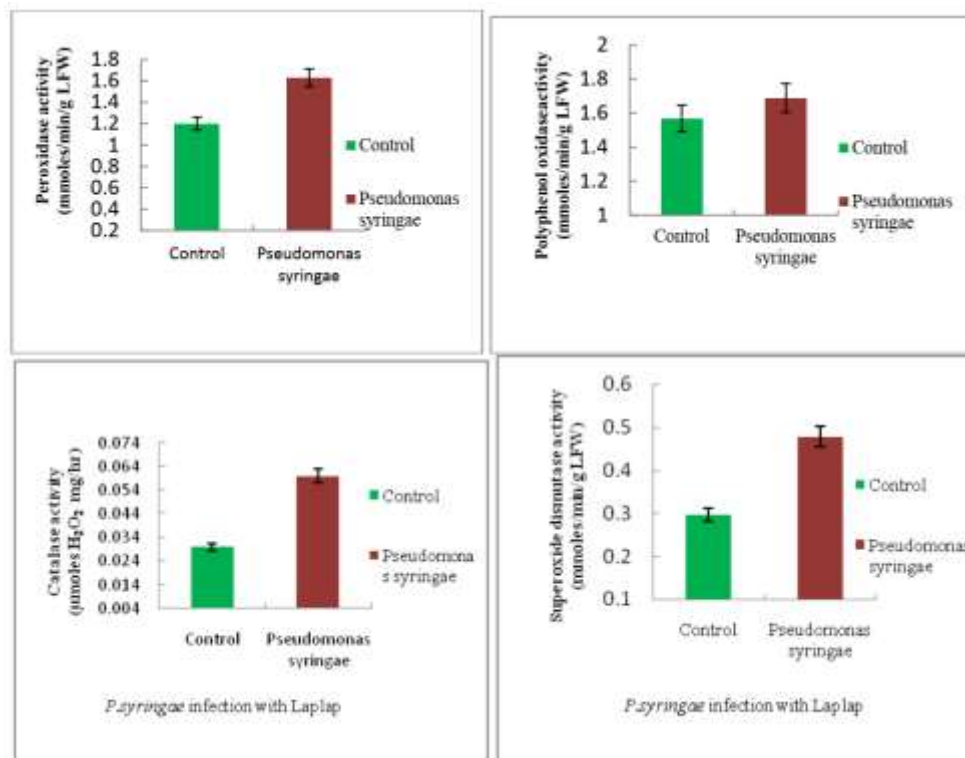 Peroxidase activity
(mmoles/min/g LFW)
1.8
1.6
1.4
1.2
1
0.8
0.6
0.4
0.2
Control
Pseudomonas
syringae
Control
Pseudomonas
syringae
Polyphenol oxidaseactivity
(mmoles/min/g LFW)
2
1.8
1.6
1.4
1.2
1
Control
Pseudomonas
syringae
Control
Pseudomonas
syringae
Catalase activity
(µmoles H₂O₂ mg/hr)
0.074
0.064
0.054
0.044
0.034
0.024
0.014
0.004
Control
Pseudomonas
syringae
Control
Pseudomona
s syringae
P.syringae infection with Laplap
Superoxide dismutase activity
(mmoles/min/g LFW)
0.6
0.5
0.4
0.3
0.2
0.1
Control
Pseudomonas
syringae
Control
Pseudomonas
syringae
P.syringae infection with Laplap